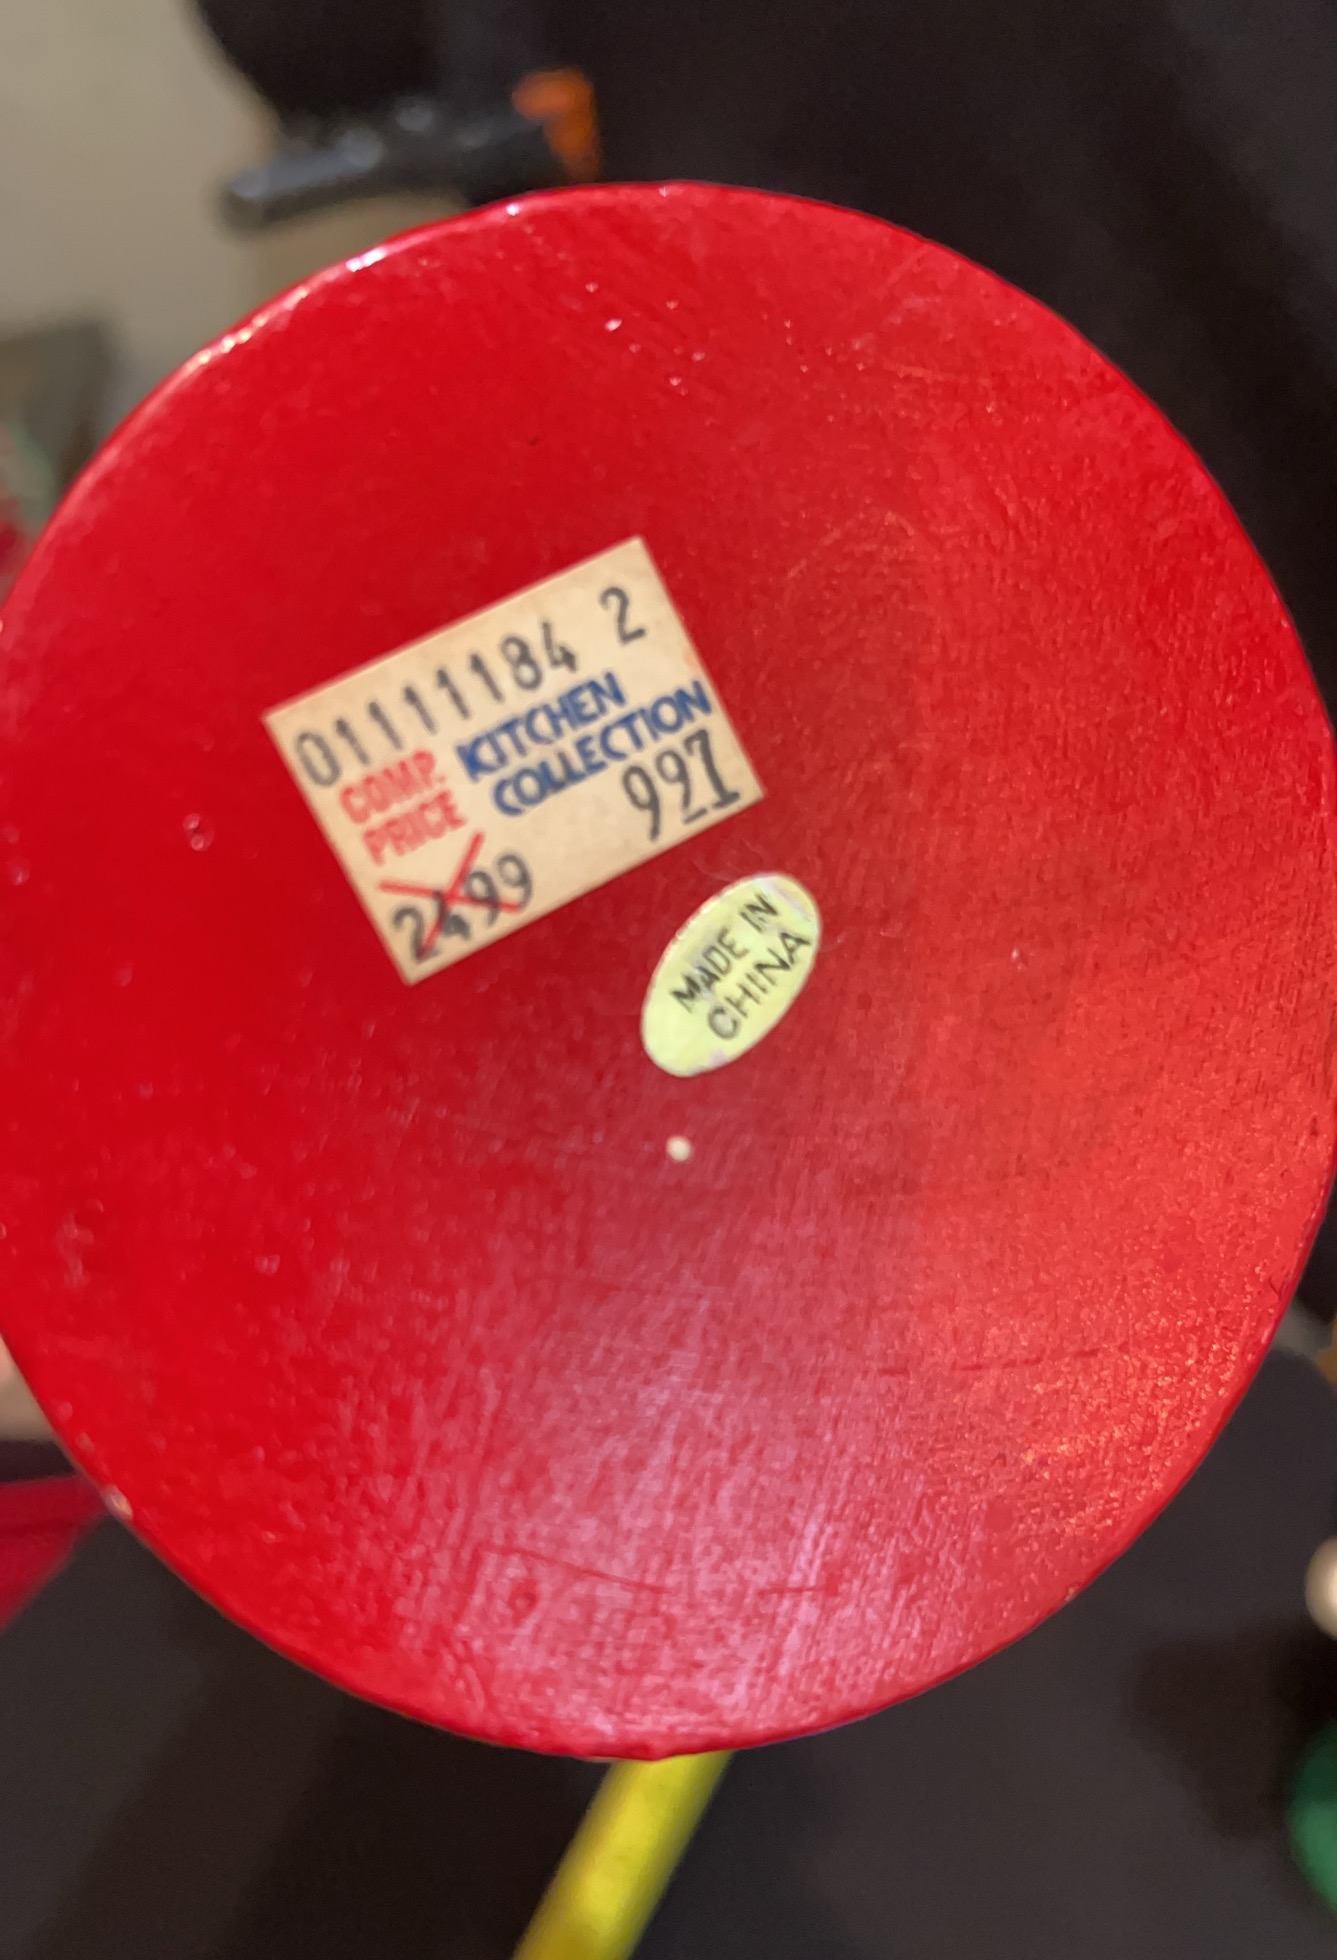 01111184 2
COMP. KITCHEN
PRICE COLLECTION
2499 997
MADE IN
CHINA